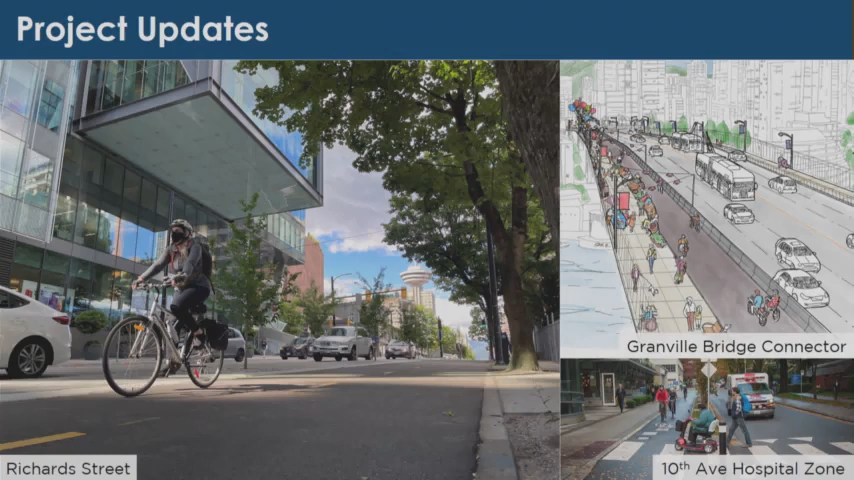 Project Updates
Granville Bridge Connector
Richards Street
10th Ave Hospital Zone